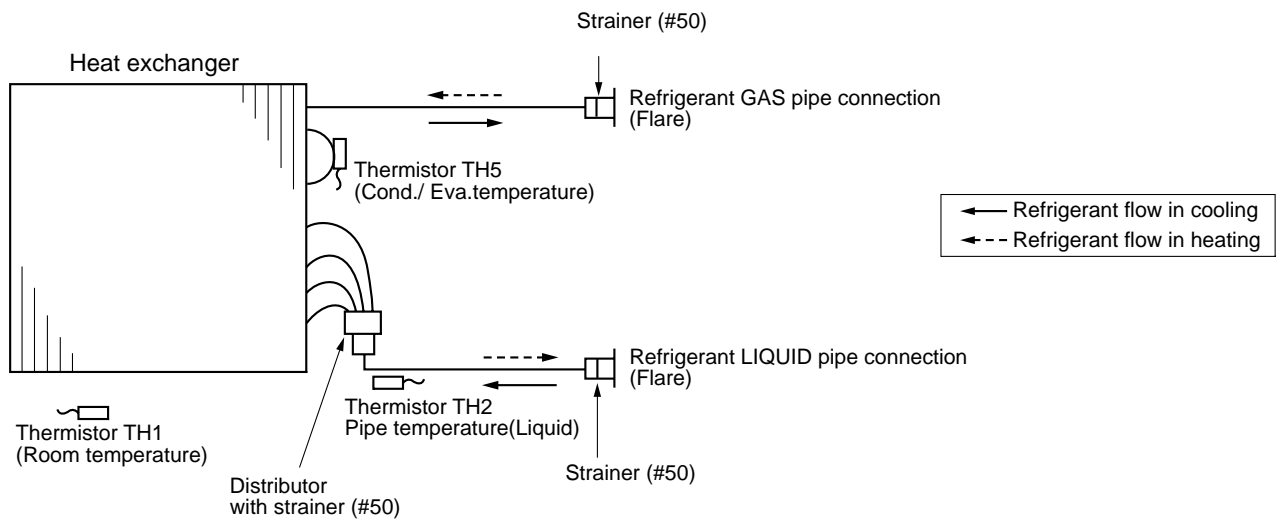 Strainer (#50)
Heat exchanger
Refrigerant GAS pipe connection
(Flare)
Thermistor TH5
(Cond./ Eva.temperature)
Refrigerant flow in cooling
Refrigerant flow in heating
Refrigerant LIQUID pipe connection
(Flare)
Thermistor TH2
Pipe temperature(Liquid)
Thermistor TH1
(Room temperature)
Strainer (#50)
Distributor
with strainer (#50)